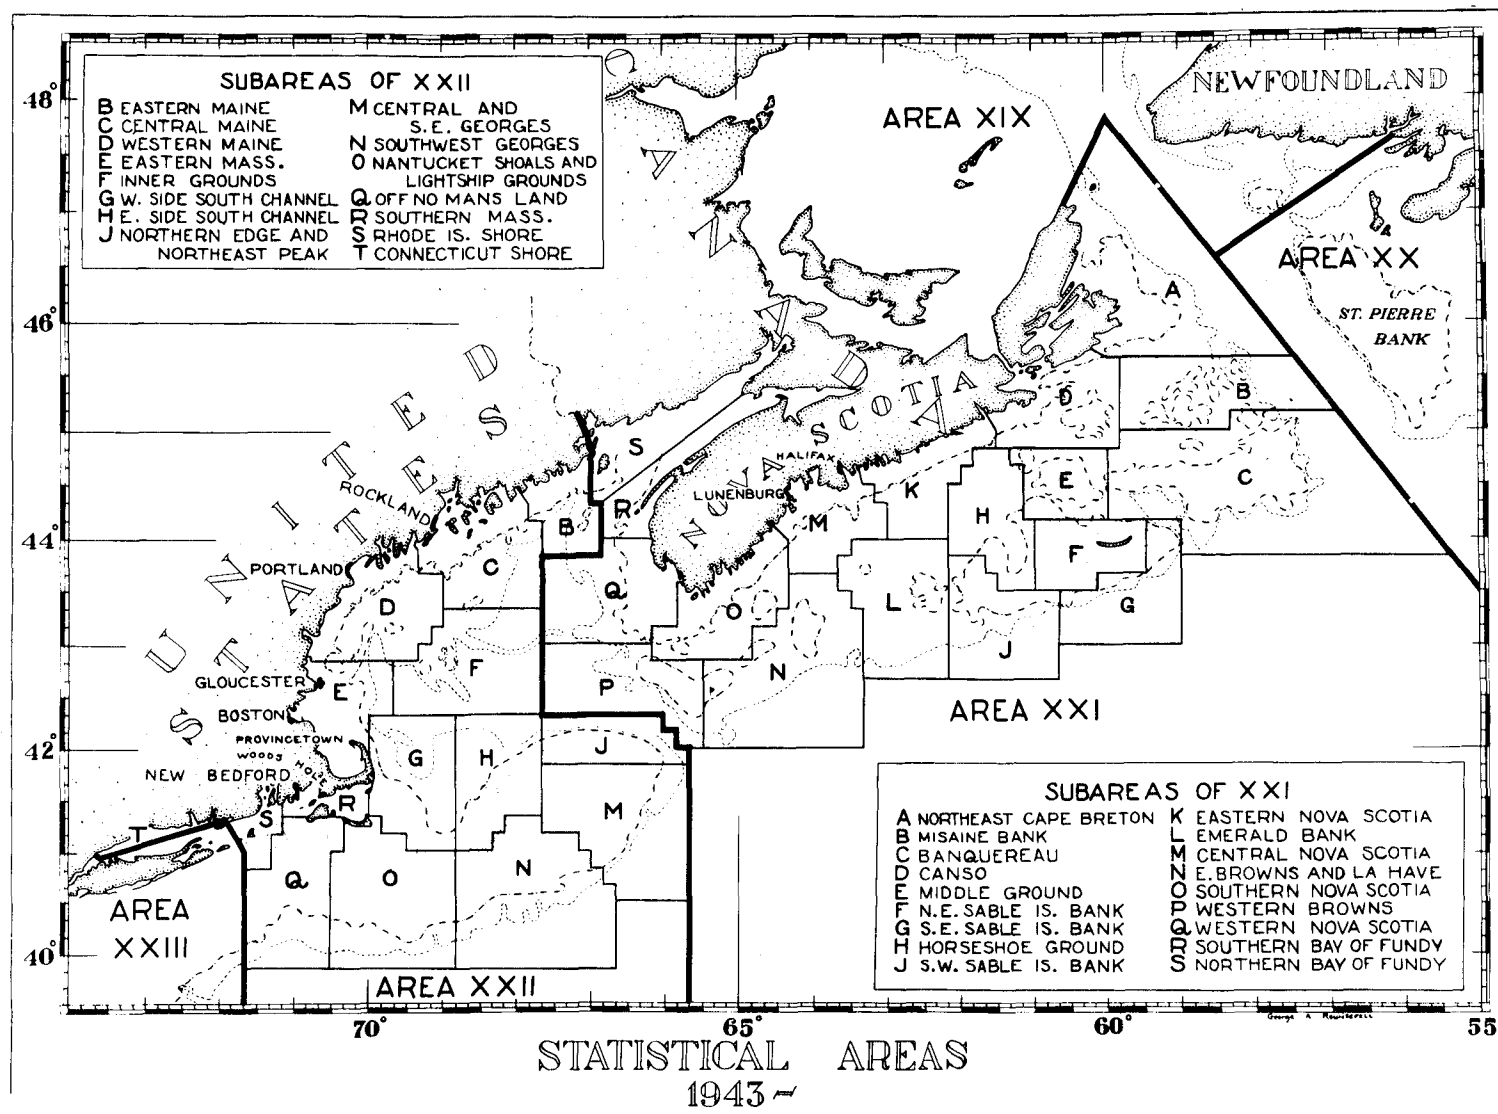 SUBAREAS OF XXII
B EASTERN MAINE
C CENTRAL MAINE
D WESTERN MAINE
E EASTERN MASS.
F INNER GROUNDS
G W. SIDE SOUTH CHANNEL
H E. SIDE SOUTH CHANNEL
J NORTHERN EDGE AND
NORTHEAST PEAK
M CENTRAL AND
S.E. GEORGES
N SOUTHWEST GEORGES
O NANTUCKET SHOALS AND
LIGHTSHIP GROUNDS
Q OFF NO MANS LAND
R SOUTHERN MASS.
S RHODE IS. SHORE
T CONNECTICUT SHORE
CANADA
NEWFOUNDLAND
AREA XIX
AREA XX
ST. PIERRE
BANK
UNITED
STATES
NOVA SCOTIA
HALIFAX
LUNENBURG
ROCKLAND
PORTLAND
GLOUCESTER
BOSTON
PROVINCETOWN
WOODS HOLE
NEW BEDFORD
A
B
C
D
E
F
G
H
J
K
L
M
N
O
P
Q
R
S
B
C
D
E
F
G
H
J
M
N
O
Q
R
S
T
AREA XXI
AREA XXII
AREA
XXIII
SUBAREAS OF XXI
A NORTHEAST CAPE BRETON
B MISAINE BANK
C BANQUEREAU
D CANSO
E MIDDLE GROUND
F N.E. SABLE IS. BANK
G S.E. SABLE IS. BANK
H HORSESHOE GROUND
J S.W. SABLE IS. BANK
K EASTERN NOVA SCOTIA
L EMERALD BANK
M CENTRAL NOVA SCOTIA
N E. BROWNS AND LA HAVE
O SOUTHERN NOVA SCOTIA
P WESTERN BROWNS
Q WESTERN NOVA SCOTIA
R SOUTHERN BAY OF FUNDY
S NORTHERN BAY OF FUNDY
48°
46°
44°
42°
40°
70°
65°
60°
55
George A
STATISTICAL AREAS
1943~